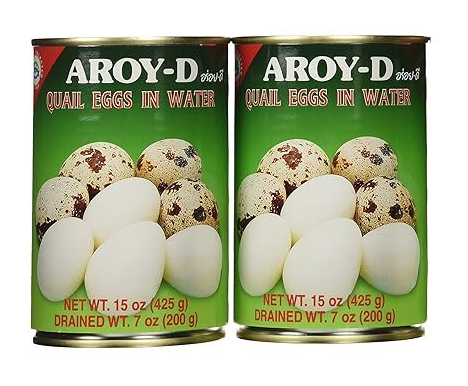 AROY-D อร่อย-ดี
QUAIL EGGS IN WATER
NET WT. 15 oz (425 g)
DRAINED WT. 7 oz (200 g)
AROY-D อร่อย-ดี
QUAIL EGGS IN WATER
NET WT. 15 oz (425 g)
DRAINED WT. 7 oz (200 g)